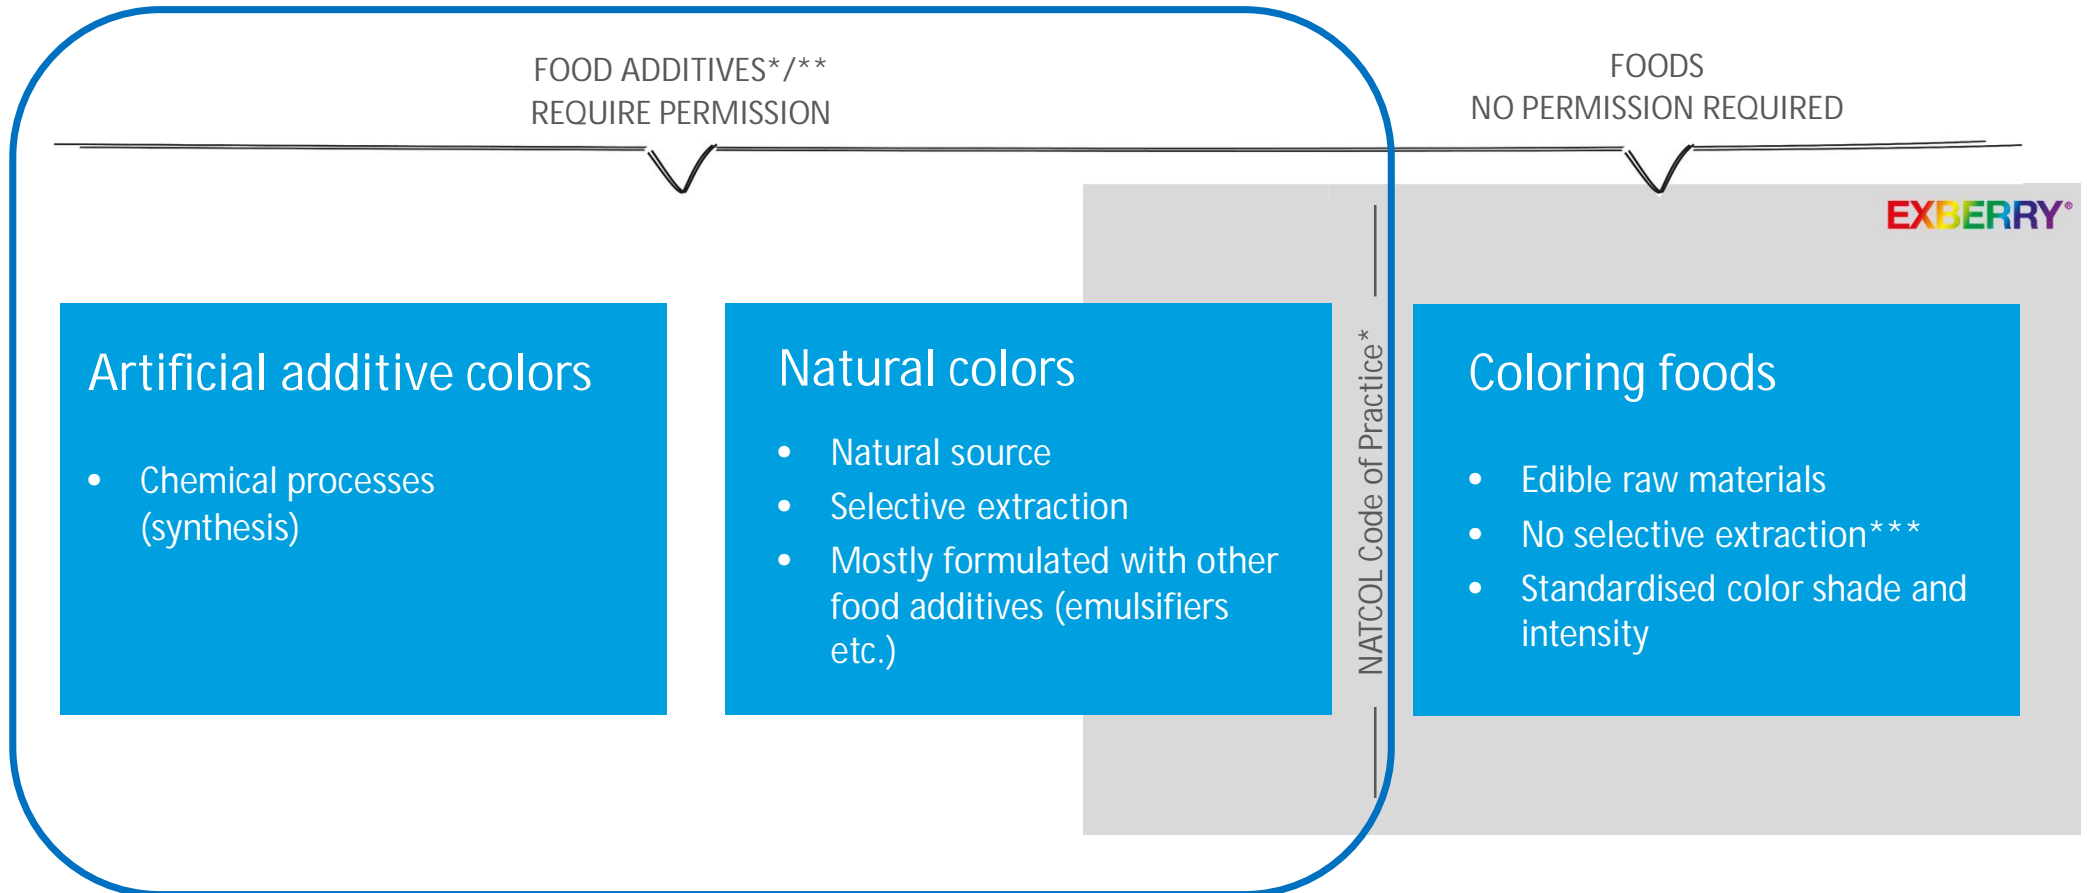 FOOD ADDITIVES*/**
REQUIRE PERMISSION
FOODS
NO PERMISSION REQUIRED
EXBERRY®
Artificial additive colors
• Chemical processes
(synthesis)
Natural colors
• Natural source
• Selective extraction
• Mostly formulated with other
food additives (emulsifiers
etc.)
NATCOL Code of Practice*
Coloring foods
• Edible raw materials
• No selective extraction***
• Standardised color shade and
intensity